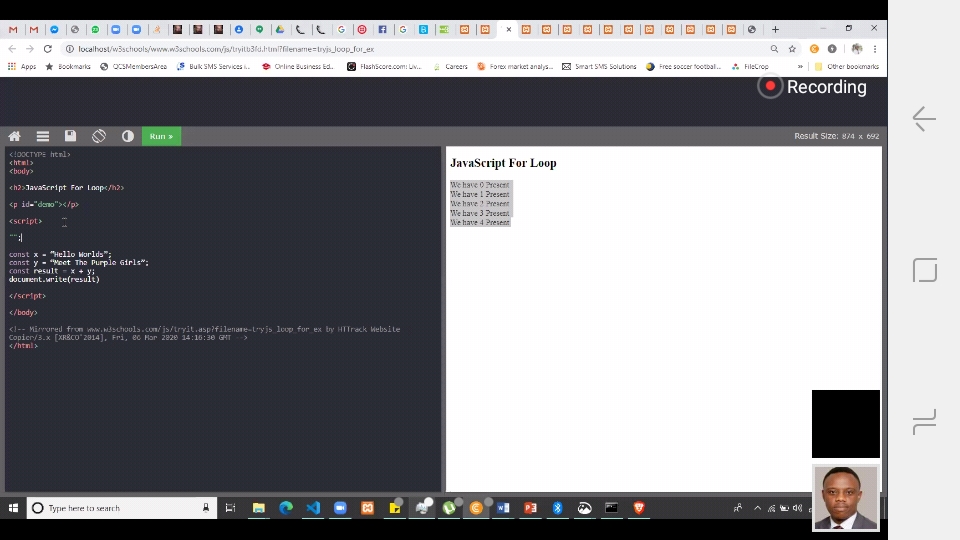 localhost/w3schools/www.w3schools.com/js/tryitb3fd.html?filename=tryjs_loop_for_ex
Apps
Bookmarks
QCSMembersArea
Bulk SMS Services i...
Online Business Ed...
FlashScore.com: Liv...
Careers
Forex market analys...
Smart SMS Solutions
Free soccer football...
FileCrop
»
Other bookmarks
Recording
Run »
Result Size: 874 x 692
<!DOCTYPE html>
<html>
<body>
<h2>JavaScript For Loop</h2>
<p id="demo"></p>
<script>
"";
const x = "Hello Worlds";
const y = "Meet The Purple Girls";
const result = x + y;
document.write(result)
</script>
</body>
<!-- Mirrored from www.w3schools.com/js/tryit.asp?filename=tryjs_loop_for_ex by HTTrack Website
Copier/3.x [XR&CO'2014], Fri, 06 Mar 2020 14:16:30 GMT -->
</html>
JavaScript For Loop
We have 0 Present
We have 1 Present
We have 2 Present
We have 3 Present
We have 4 Present
Type here to search